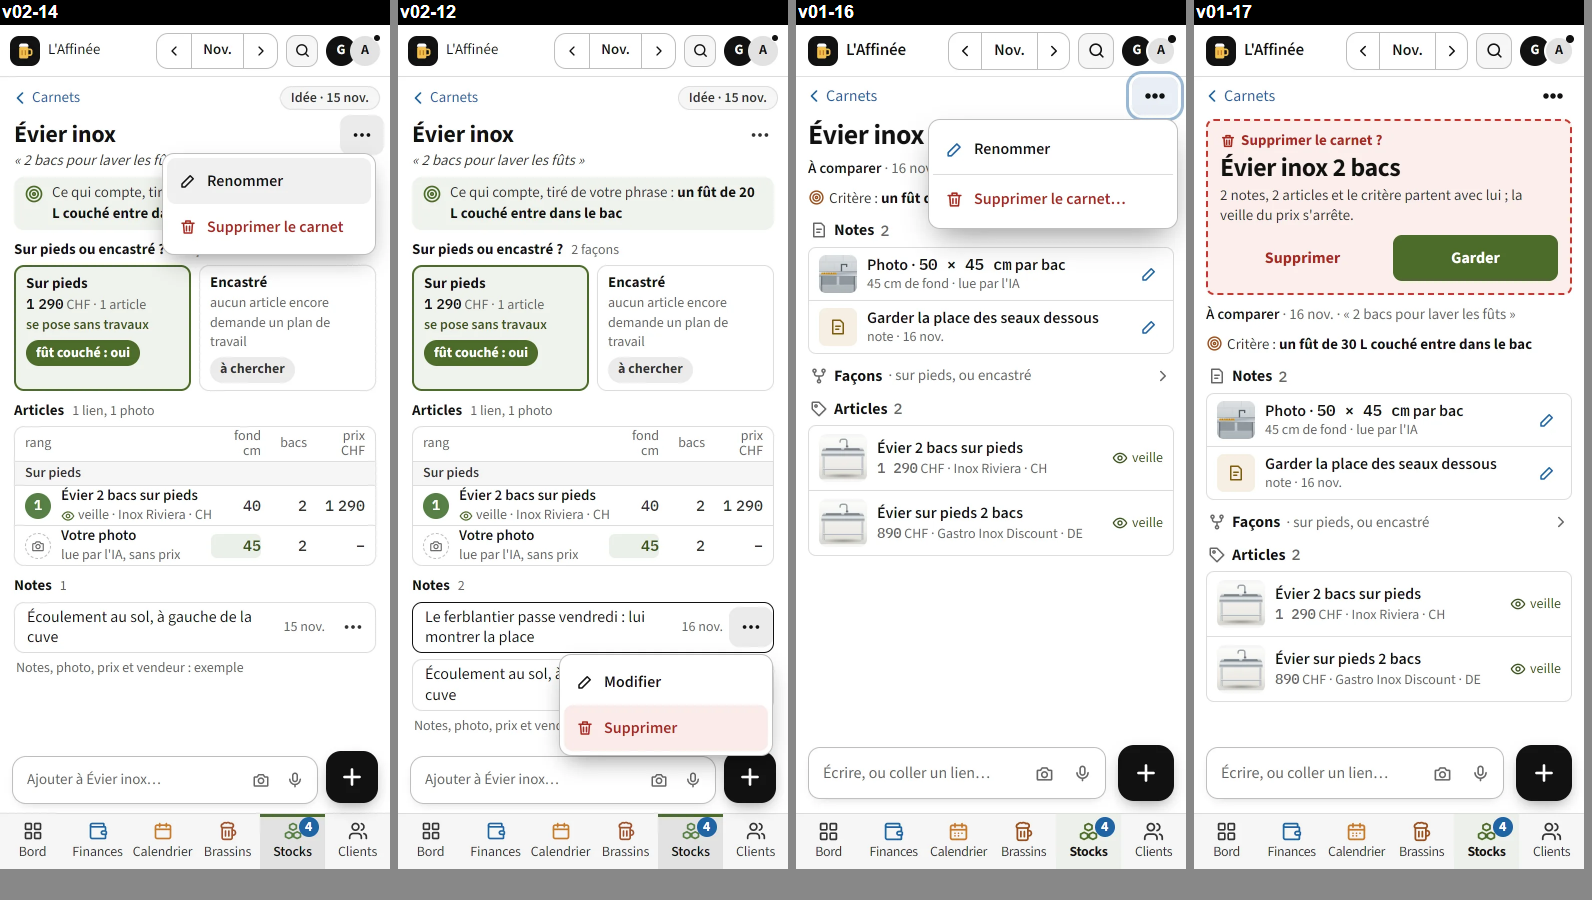 v02-14
L'Affinée
Nov.
G
A
Carnets
Idée · 15 nov.
Évier inox
« 2 bacs pour laver les fû
Renommer
Supprimer le carnet
Ce qui compte, tir
L couché entre da
Sur pieds ou encastré ?
Sur pieds
1 290 CHF · 1 article
se pose sans travaux
fût couché : oui
Encastré
aucun article encore
demande un plan de
travail
à chercher
Articles 1 lien, 1 photo
rang
fond
cm
bacs
prix
CHF
Sur pieds
1
Évier 2 bacs sur pieds
veille · Inox Riviera · CH
40
2
1 290
Votre photo
lue par l'IA, sans prix
45
2
–
Notes 1
Écoulement au sol, à gauche de la
cuve
15 nov.
Notes, photo, prix et vendeur : exemple
Ajouter à Évier inox…
Bord
Finances
Calendrier
Brassins
4
Stocks
Clients
v02-12
L'Affinée
Nov.
G
A
Carnets
Idée · 15 nov.
Évier inox
« 2 bacs pour laver les fûts »
Ce qui compte, tiré de votre phrase : un fût de 20
L couché entre dans le bac
Sur pieds ou encastré ? 2 façons
Sur pieds
1 290 CHF · 1 article
se pose sans travaux
fût couché : oui
Encastré
aucun article encore
demande un plan de
travail
à chercher
Articles 1 lien, 1 photo
rang
fond
cm
bacs
prix
CHF
Sur pieds
1
Évier 2 bacs sur pieds
veille · Inox Riviera · CH
40
2
1 290
Votre photo
lue par l'IA, sans prix
45
2
–
Notes 2
Le ferblantier passe vendredi : lui
montrer la place
16 nov.
Écoulement au sol, à
cuve
Modifier
Supprimer
Notes, photo, prix et vend
Ajouter à Évier inox…
Bord
Finances
Calendrier
Brassins
4
Stocks
Clients
v01-16
L'Affinée
Nov.
G
A
Carnets
Évier inox
Renommer
Supprimer le carnet…
À comparer · 16 nov
Critère : un fût d
Notes 2
Photo · 50 × 45 cm par bac
45 cm de fond · lue par l'IA
Garder la place des seaux dessous
note · 16 nov.
Façons · sur pieds, ou encastré
Articles 2
Évier 2 bacs sur pieds
1 290 CHF · Inox Riviera · CH
veille
Évier sur pieds 2 bacs
890 CHF · Gastro Inox Discount · DE
veille
Écrire, ou coller un lien…
Bord
Finances
Calendrier
Brassins
4
Stocks
Clients
v01-17
L'Affinée
Nov.
G
A
Carnets
Supprimer le carnet ?
Évier inox 2 bacs
2 notes, 2 articles et le critère partent avec lui ; la
veille du prix s'arrête.
Supprimer
Garder
À comparer · 16 nov. · « 2 bacs pour laver les fûts »
Critère : un fût de 30 L couché entre dans le bac
Notes 2
Photo · 50 × 45 cm par bac
45 cm de fond · lue par l'IA
Garder la place des seaux dessous
note · 16 nov.
Façons · sur pieds, ou encastré
Articles 2
Évier 2 bacs sur pieds
1 290 CHF · Inox Riviera · CH
veille
Évier sur pieds 2 bacs
890 CHF · Gastro Inox Discount · DE
veille
Écrire, ou coller un lien…
Bord
Finances
Calendrier
Brassins
4
Stocks
Clients